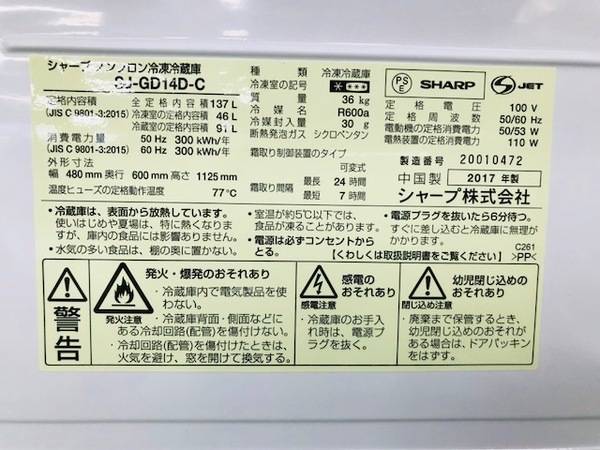 シャープ ノンフロン冷凍冷蔵庫
SJ-GD14D-C
定格内容積 全定格内容積 137 L
(JIS C 9801-3:2015) 冷凍室の定格内容積 46 L
冷蔵室の定格内容積 91 L
消費電力量 50 Hz 300 kWh/年
(JIS C 9801-3:2015) 60 Hz 300 kWh/年
外形寸法
幅 480 mm 奥行 600 mm 高さ 1125 mm
温度ヒューズの定格動作温度 77℃
種類 冷凍冷蔵庫
冷凍室の記号
質量 36 kg
冷媒 R600a
冷媒封入量 30 g
断熱発泡ガス シクロペンタン
霜取り制御装置のタイプ
可変式
霜取り間隔 最長 24 時間
最短 7 時間
PS
E
SHARP
S JET
定格電圧 100 V
定格周波数 50/60 Hz
電動機の定格消費電力 50/53 W
電熱装置の定格消費電力 110 W
製造番号 20010472
中国製 2017 年製
シャープ株式会社
・冷蔵庫は、表面から放熱しています。
使いはじめや夏場は、特に熱くなりま
すが、庫内の食品には影響ありません。
・水気の多い食品は、棚の奥に置かない。
・室温が約5℃以下では、
食品が凍ることがあります。
・電源は必ずコンセントから
とる。
・電源プラグを抜いたら6分待つ。
すぐに差し込むと冷蔵庫に無理が
かかります。
【くわしくは取扱説明書をご覧ください】
C261
>PP<
警告
発火・爆発のおそれあり
発火注意
・冷蔵庫内で電気製品を使
わない。
・冷蔵庫背面・側面などに
ある冷却回路(配管)を傷付けない。
・冷却回路(配管)を傷付けたときは、
火気を避け、窓を開けて換気する。
感電の
おそれあり
感電注意
・冷蔵庫のお手入
れ時は、電源プ
ラグを抜く。
幼児閉じ込めの
おそれあり
閉じ込め注意
・廃棄まで保管するとき、
幼児閉じ込めのおそれが
ある場合は、ドアパッキン
をはずす。